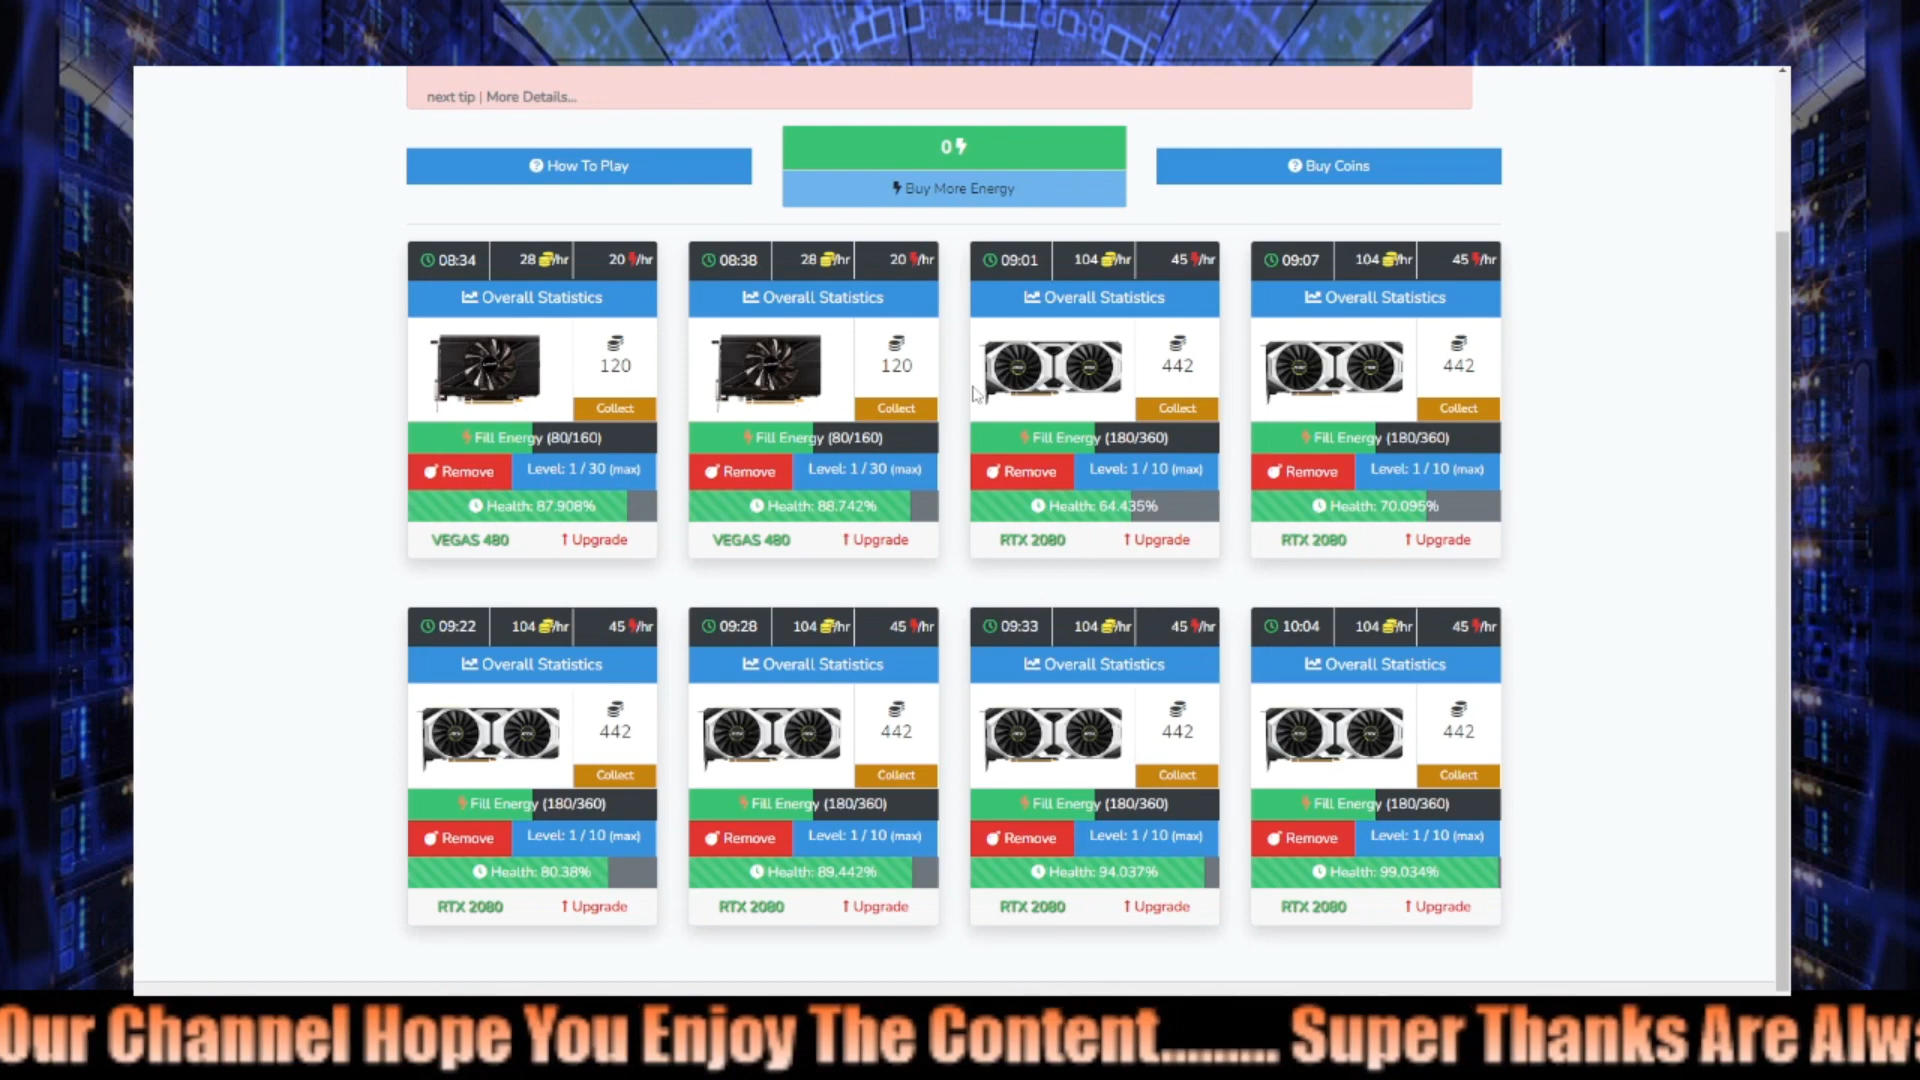 next tip | More Details...
How To Play
0
Buy More Energy
Buy Coins
08:34 28 /hr 20 /hr
Overall Statistics
120
Collect
Fill Energy (80/160)
Remove Level: 1 / 30 (max)
Health: 87.908%
VEGAS 480 Upgrade
08:38 28 /hr 20 /hr
Overall Statistics
120
Collect
Fill Energy (80/160)
Remove Level: 1 / 30 (max)
Health: 88.742%
VEGAS 480 Upgrade
09:01 104 /hr 45 /hr
Overall Statistics
442
Collect
Fill Energy (180/360)
Remove Level: 1 / 10 (max)
Health: 64.435%
RTX 2080 Upgrade
09:07 104 /hr 45 /hr
Overall Statistics
442
Collect
Fill Energy (180/360)
Remove Level: 1 / 10 (max)
Health: 70.095%
RTX 2080 Upgrade
09:22 104 /hr 45 /hr
Overall Statistics
442
Collect
Fill Energy (180/360)
Remove Level: 1 / 10 (max)
Health: 80.38%
RTX 2080 Upgrade
09:28 104 /hr 45 /hr
Overall Statistics
442
Collect
Fill Energy (180/360)
Remove Level: 1 / 10 (max)
Health: 89.442%
RTX 2080 Upgrade
09:33 104 /hr 45 /hr
Overall Statistics
442
Collect
Fill Energy (180/360)
Remove Level: 1 / 10 (max)
Health: 94.037%
RTX 2080 Upgrade
10:04 104 /hr 45 /hr
Overall Statistics
442
Collect
Fill Energy (180/360)
Remove Level: 1 / 10 (max)
Health: 99.034%
RTX 2080 Upgrade
Our Channel Hope You Enjoy The Content......... Super Thanks Are Alw